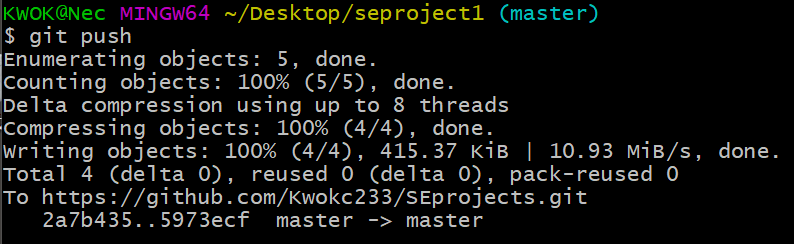 KWOK@Nec MINGW64 ~/Desktop/seproject1 (master)
$ git push
Enumerating objects: 5, done.
Counting objects: 100% (5/5), done.
Delta compression using up to 8 threads
Compressing objects: 100% (4/4), done.
Writing objects: 100% (4/4), 415.37 KiB | 10.93 MiB/s, done.
Total 4 (delta 0), reused 0 (delta 0), pack-reused 0
To https://github.com/Kwokc233/SEprojects.git
   2a7b435..5973ecf  master -> master